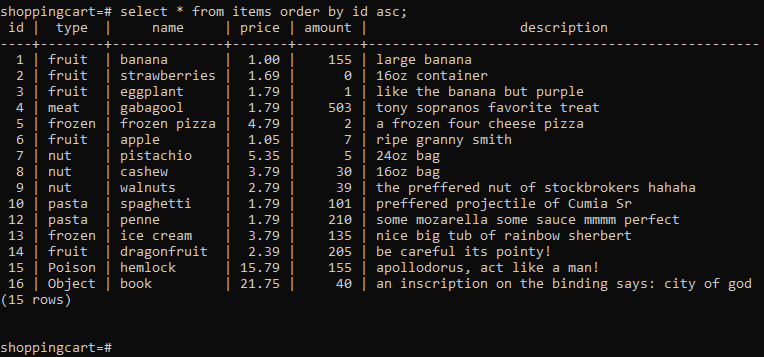 shoppingcart=# select * from items order by id asc;
 id |  type  |     name     | price | amount |                   description
----+--------+--------------+-------+--------+--------------------------------------------------
  1 | fruit  | banana       |  1.00 |    155 | large banana
  2 | fruit  | strawberries |  1.69 |      0 | 16oz container
  3 | fruit  | eggplant     |  1.79 |      1 | like the banana but purple
  4 | meat   | gabagool     |  1.79 |    503 | tony sopranos favorite treat
  5 | frozen | frozen pizza |  4.79 |      2 | a frozen four cheese pizza
  6 | fruit  | apple        |  1.05 |      7 | ripe granny smith
  7 | nut    | pistachio    |  5.35 |      5 | 24oz bag
  8 | nut    | cashew       |  3.79 |     30 | 16oz bag
  9 | nut    | walnuts      |  2.79 |     39 | the preffered nut of stockbrokers hahaha
 10 | pasta  | spaghetti    |  1.79 |    101 | preffered projectile of Cumia Sr
 12 | pasta  | penne        |  1.79 |    210 | some mozarella some sauce mmmm perfect
 13 | frozen | ice cream    |  3.79 |    135 | nice big tub of rainbow sherbert
 14 | fruit  | dragonfruit  |  2.39 |    205 | be careful its pointy!
 15 | Poison | hemlock      | 15.79 |    155 | apollodorus, act like a man!
 16 | Object | book         | 21.75 |     40 | an inscription on the binding says: city of god
(15 rows)
shoppingcart=#